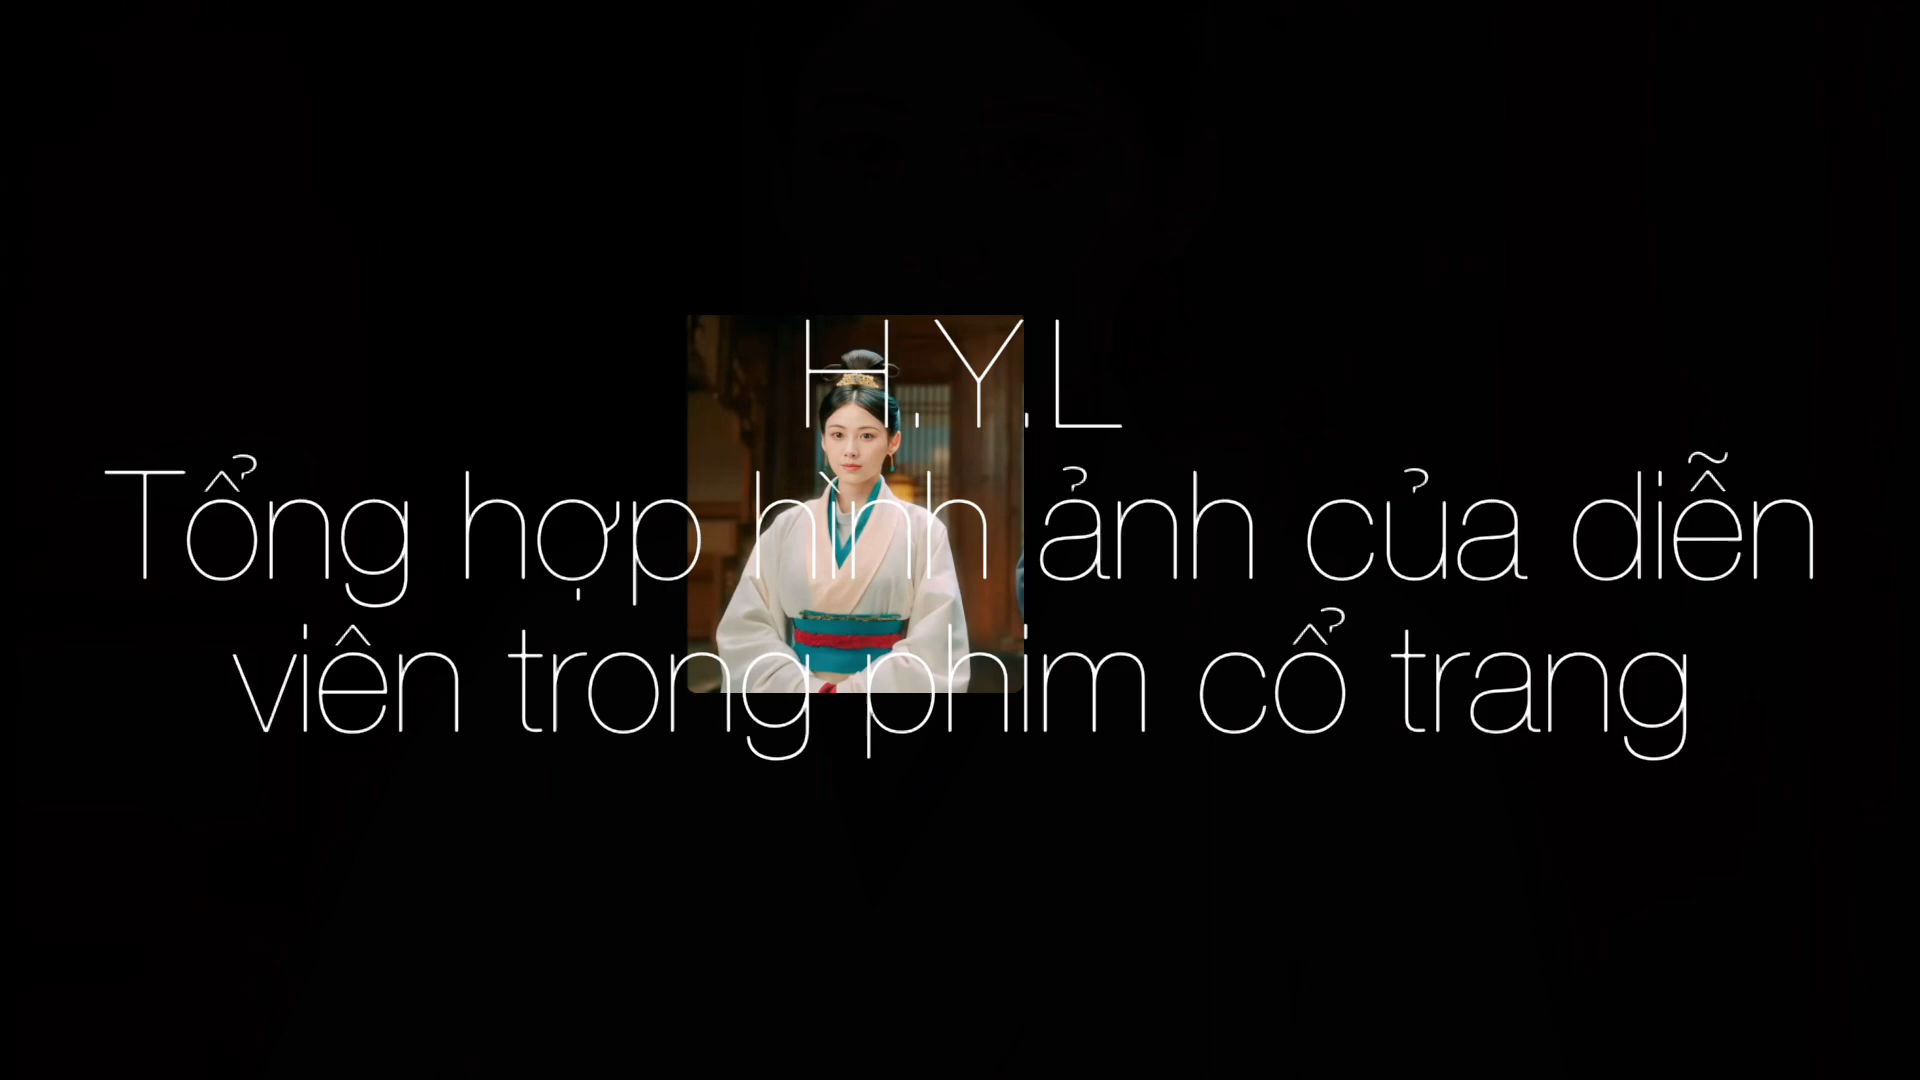 H.Y.L
Tổng hợp hình ảnh của diễn
viên trong phim cổ trang